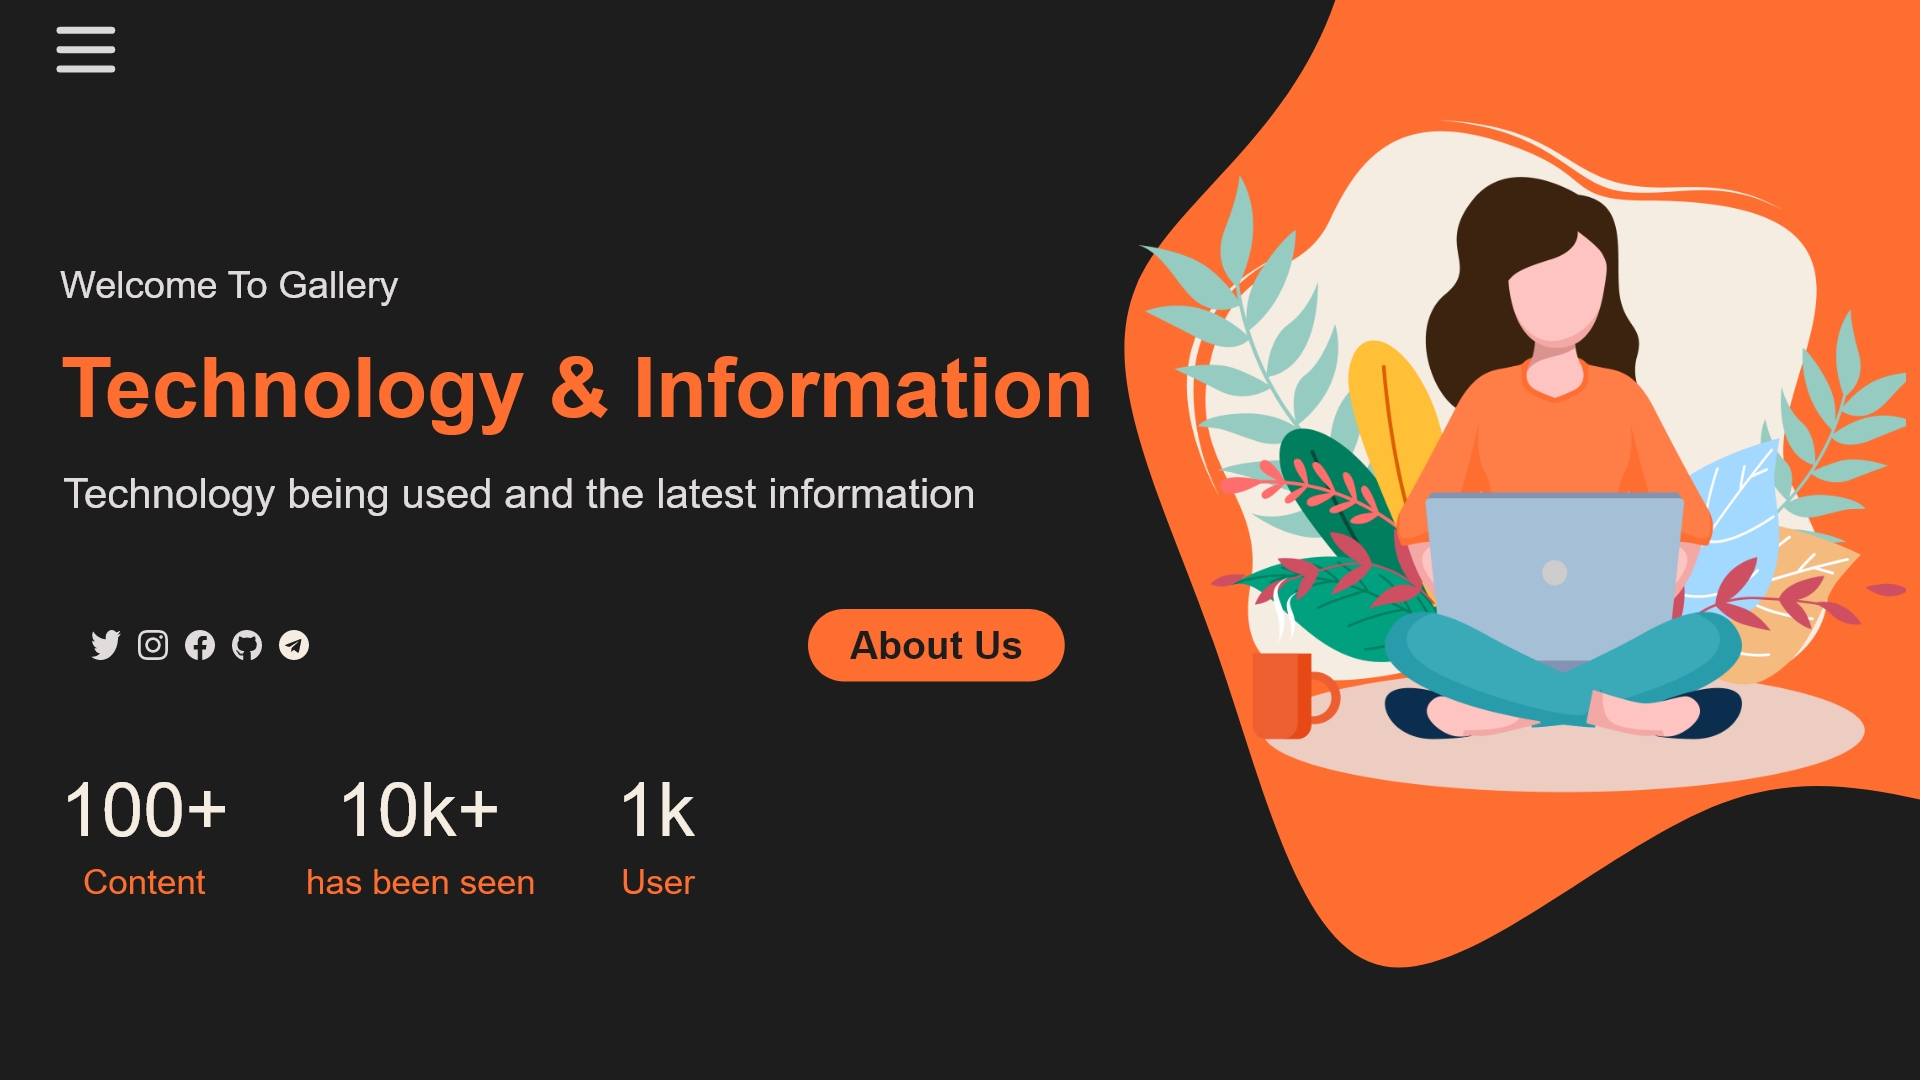 Welcome To Gallery
Technology & Information
Technology being used and the latest information
About Us
100+ 10k+ 1k
Content has been seen User